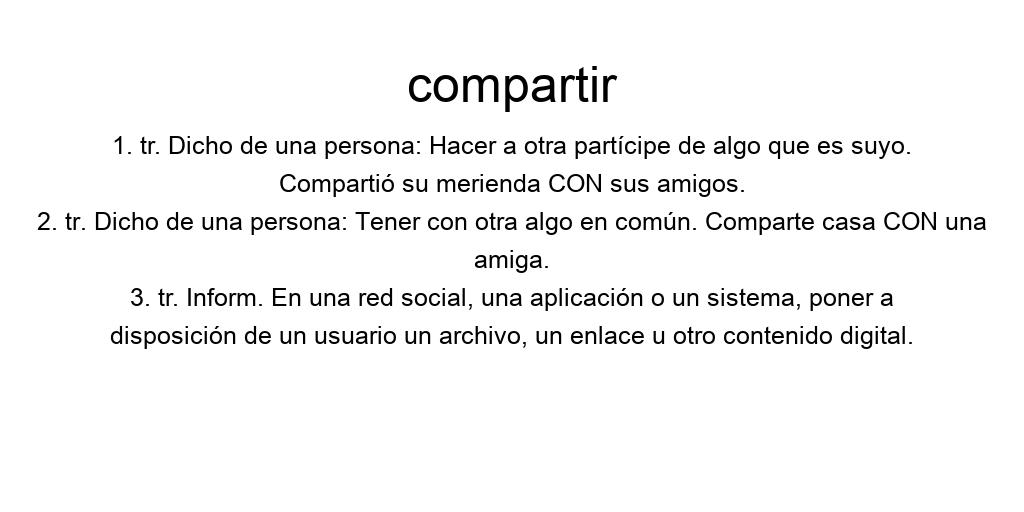 compartir
1. tr. Dicho de una persona: Hacer a otra partícipe de algo que es suyo.
Compartió su merienda CON sus amigos.
2. tr. Dicho de una persona: Tener con otra algo en común. Comparte casa CON una
amiga.
3. tr. Inform. En una red social, una aplicación o un sistema, poner a
disposición de un usuario un archivo, un enlace u otro contenido digital.